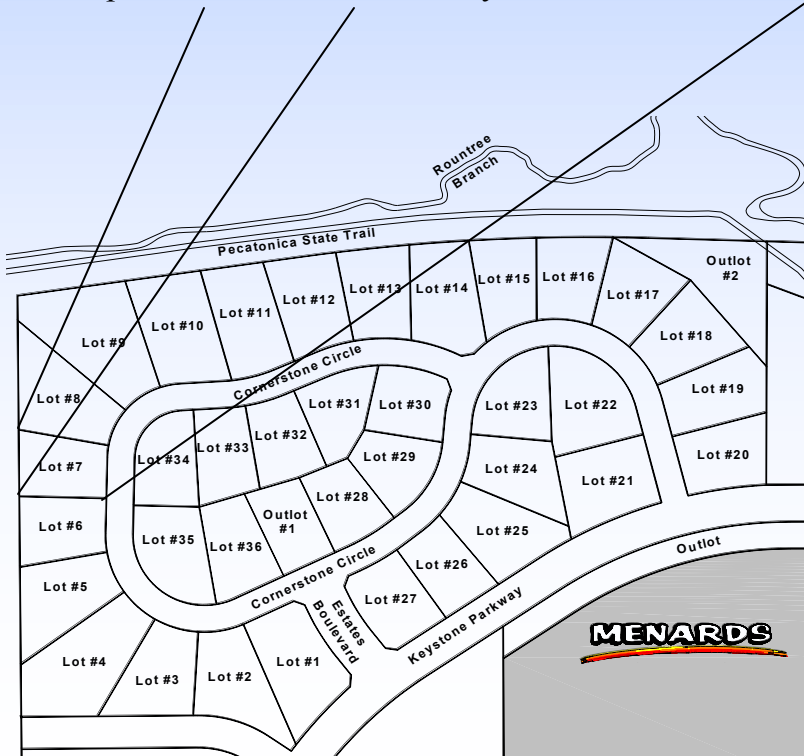 Rountree
Branch
Pecatonica State Trail
Outlot
#2
Lot #16
Lot #15
Lot #14
Lot #13
Lot #12
Lot #11
Lot #10
Lot #9
Lot #17
Lot #18
Lot #8
Cornerstone Circle
Lot #19
Lot #31
Lot #30
Lot #23
Lot #22
Lot #32
Lot #33
Lot #34
Lot #7
Lot #29
Lot #20
Lot #24
Lot #21
Lot #28
Outlot
#1
Lot #6
Lot #35
Lot #36
Lot #25
Outlot
Lot #5
Cornerstone Circle
Lot #26
Lot #27
Estates
Boulevard
Keystone Parkway
MENARDS
Lot #4
Lot #3
Lot #2
Lot #1